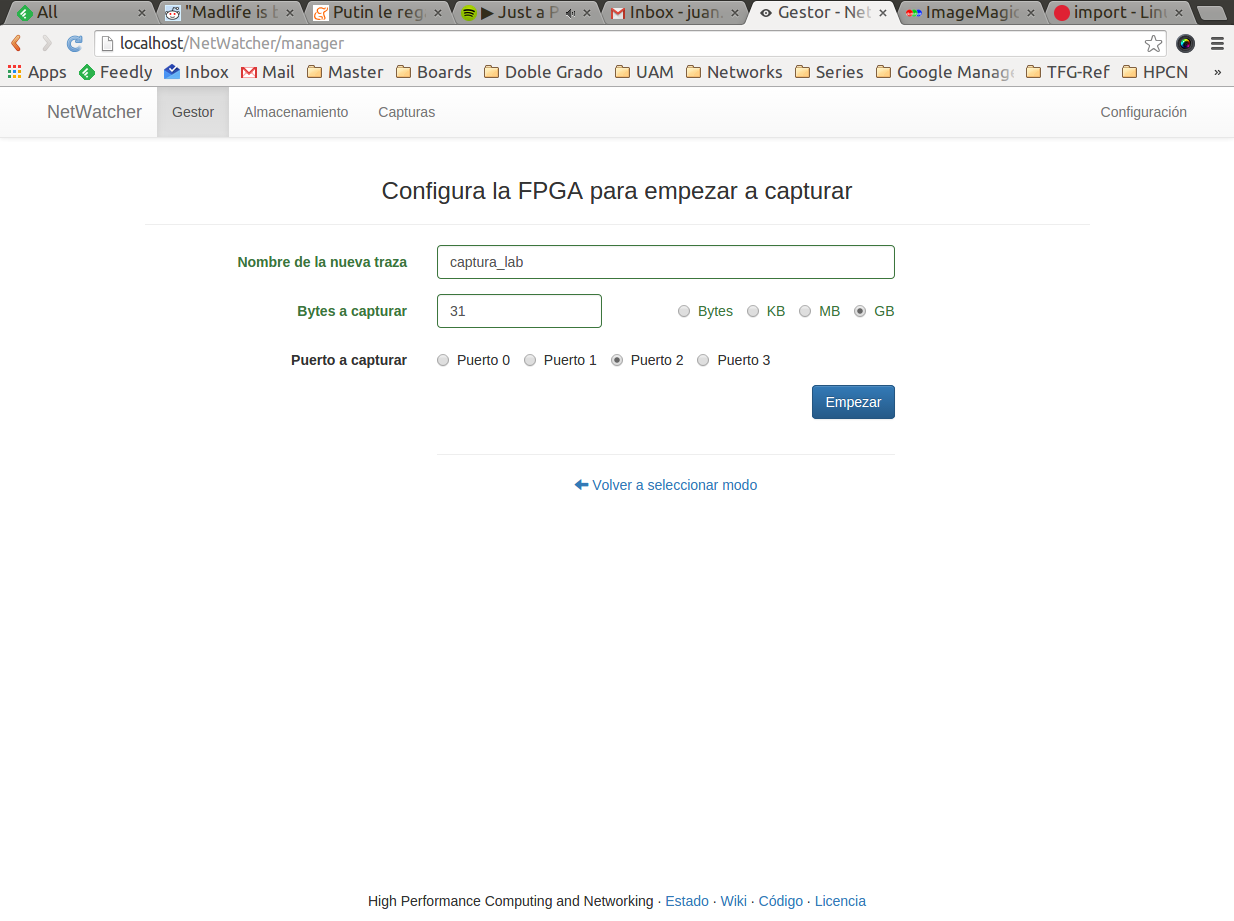 All "Madlife is b Putin le reg Just a P Inbox - juan. Gestor - Net ImageMagic import - Linu
localhost/NetWatcher/manager
Apps Feedly Inbox Mail Master Boards Doble Grado UAM Networks Series Google Manage TFG-Ref HPCN »
NetWatcher Gestor Almacenamiento Capturas Configuración
Configura la FPGA para empezar a capturar
Nombre de la nueva traza captura_lab
Bytes a capturar 31 Bytes KB MB GB
Puerto a capturar Puerto 0 Puerto 1 Puerto 2 Puerto 3
Empezar
Volver a seleccionar modo
High Performance Computing and Networking · Estado · Wiki · Código · Licencia